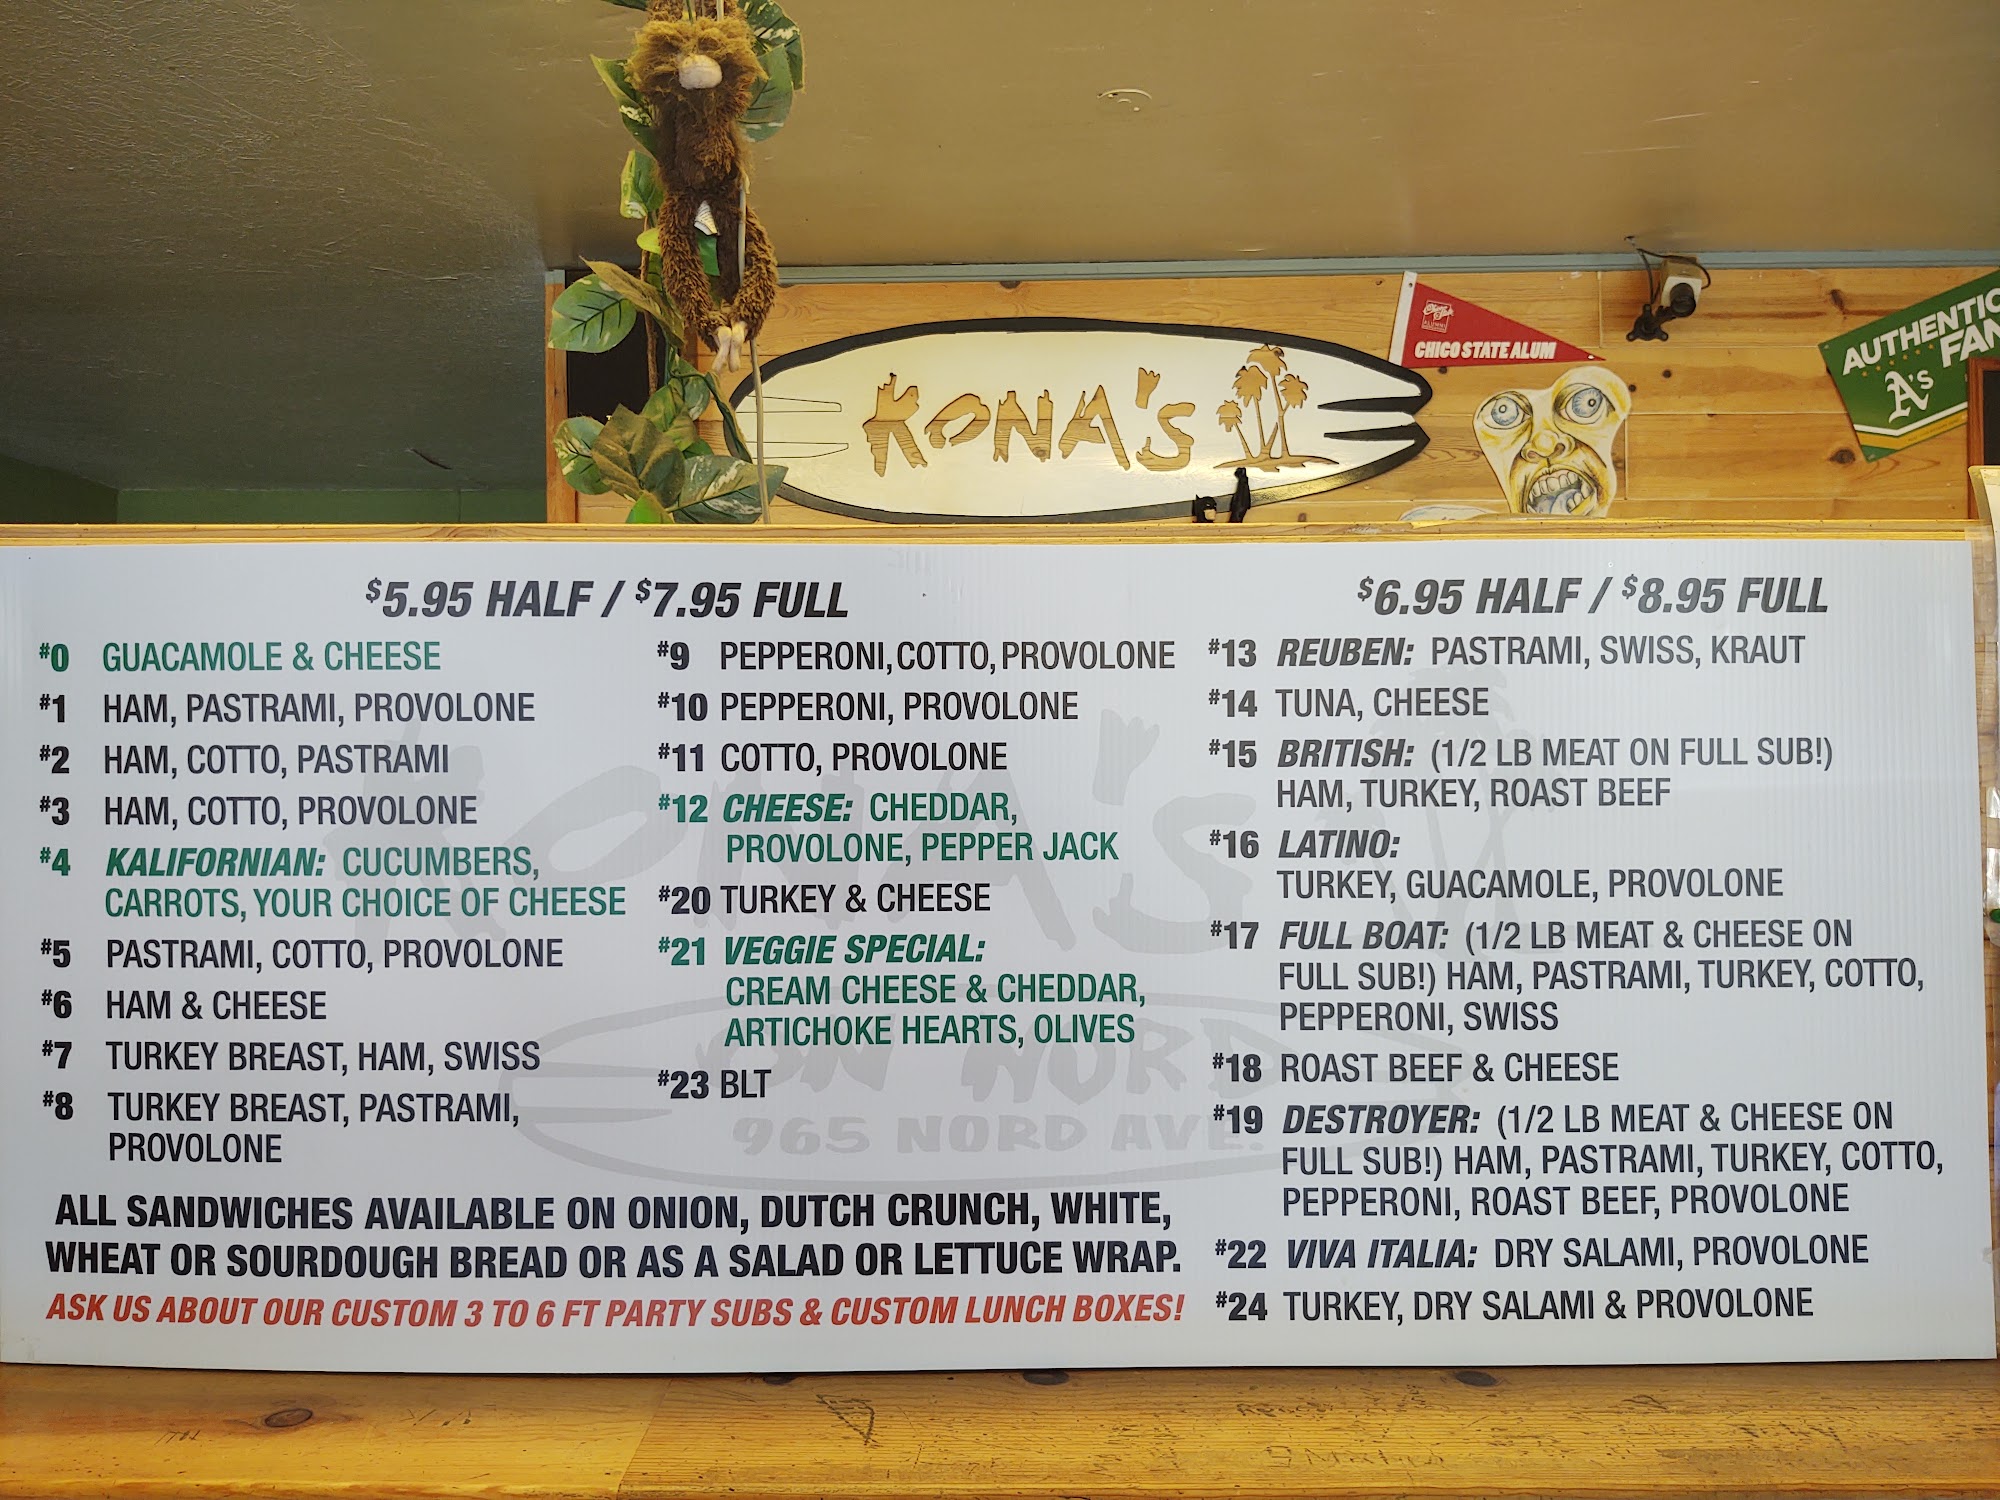 KONA'S
CHICO STATE ALUM
AUTHENTIC
FAN
A's
$5.95 HALF / $7.95 FULL
#0 GUACAMOLE & CHEESE
#1 HAM, PASTRAMI, PROVOLONE
#2 HAM, COTTO, PASTRAMI
#3 HAM, COTTO, PROVOLONE
#4 KALIFORNIAN: CUCUMBERS,
CARROTS, YOUR CHOICE OF CHEESE
#5 PASTRAMI, COTTO, PROVOLONE
#6 HAM & CHEESE
#7 TURKEY BREAST, HAM, SWISS
#8 TURKEY BREAST, PASTRAMI,
PROVOLONE
#9 PEPPERONI, COTTO, PROVOLONE
#10 PEPPERONI, PROVOLONE
#11 COTTO, PROVOLONE
#12 CHEESE: CHEDDAR,
PROVOLONE, PEPPER JACK
#20 TURKEY & CHEESE
#21 VEGGIE SPECIAL:
CREAM CHEESE & CHEDDAR,
ARTICHOKE HEARTS, OLIVES
#23 BLT
KONA'S
ON NORD
965 NORD AVE.
ALL SANDWICHES AVAILABLE ON ONION, DUTCH CRUNCH, WHITE,
WHEAT OR SOURDOUGH BREAD OR AS A SALAD OR LETTUCE WRAP.
ASK US ABOUT OUR CUSTOM 3 TO 6 FT PARTY SUBS & CUSTOM LUNCH BOXES!
$6.95 HALF / $8.95 FULL
#13 REUBEN: PASTRAMI, SWISS, KRAUT
#14 TUNA, CHEESE
#15 BRITISH: (1/2 LB MEAT ON FULL SUB!)
HAM, TURKEY, ROAST BEEF
#16 LATINO:
TURKEY, GUACAMOLE, PROVOLONE
#17 FULL BOAT: (1/2 LB MEAT & CHEESE ON
FULL SUB!) HAM, PASTRAMI, TURKEY, COTTO,
PEPPERONI, SWISS
#18 ROAST BEEF & CHEESE
#19 DESTROYER: (1/2 LB MEAT & CHEESE ON
FULL SUB!) HAM, PASTRAMI, TURKEY, COTTO,
PEPPERONI, ROAST BEEF, PROVOLONE
#22 VIVA ITALIA: DRY SALAMI, PROVOLONE
#24 TURKEY, DRY SALAMI & PROVOLONE